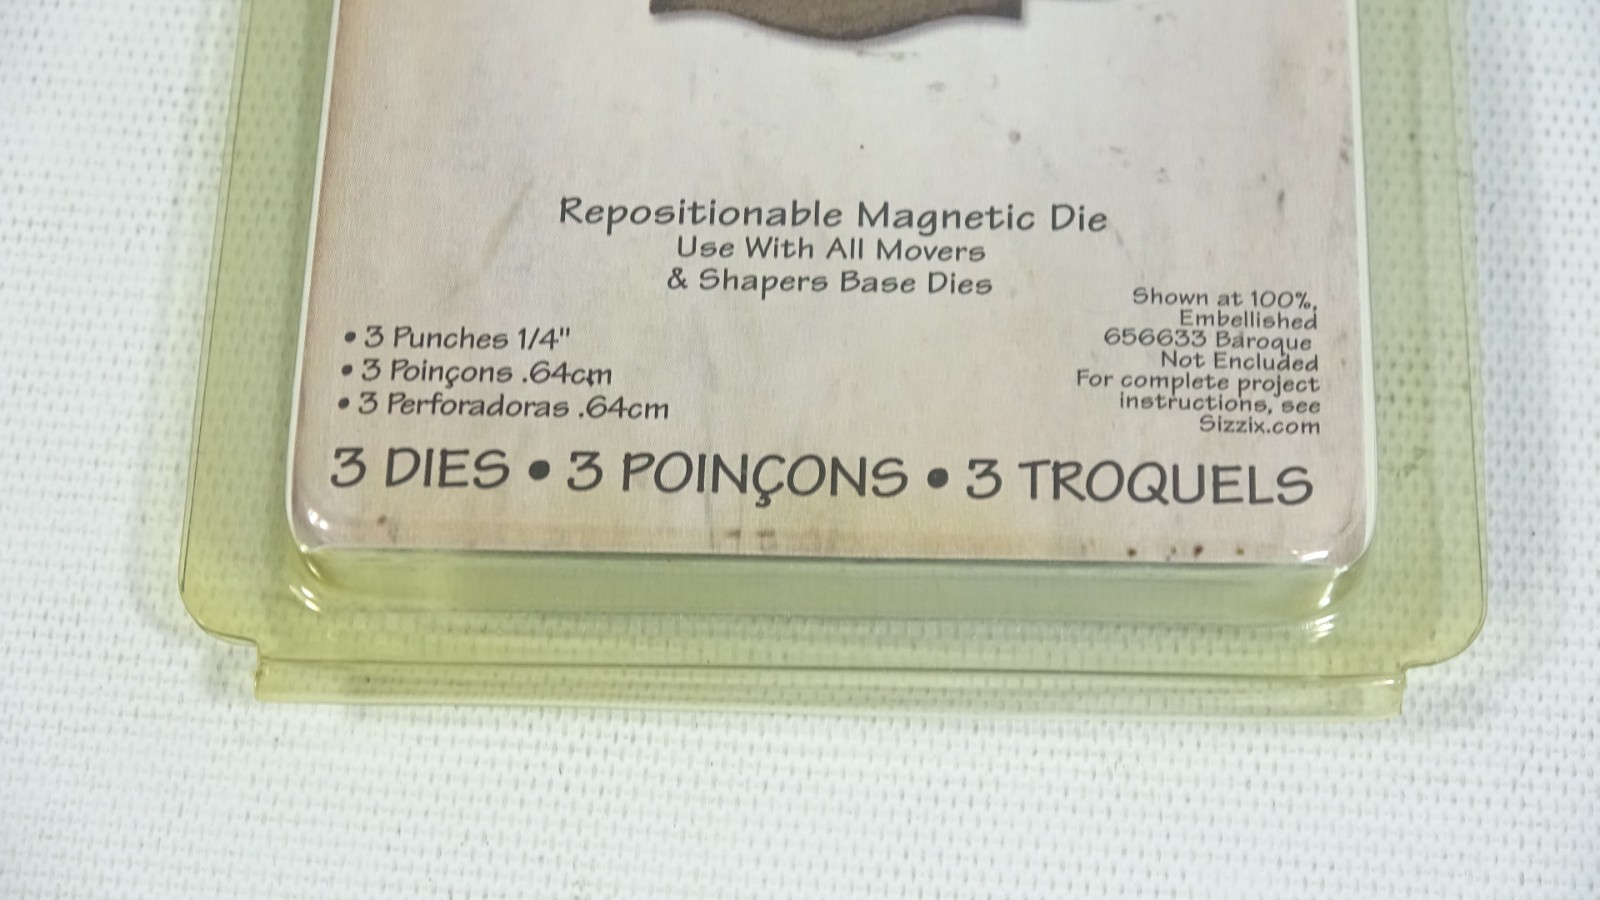 Repositionable Magnetic Die
Use With All Movers
& Shapers Base Dies
Shown at 100%,
Embellished
656633 Baroque
Not Encluded
For complete project
instructions, see
Sizzix.com
• 3 Punches 1/4"
• 3 Poinçons .64cm
• 3 Perforadoras .64cm
3 DIES • 3 POINÇONS • 3 TROQUELS